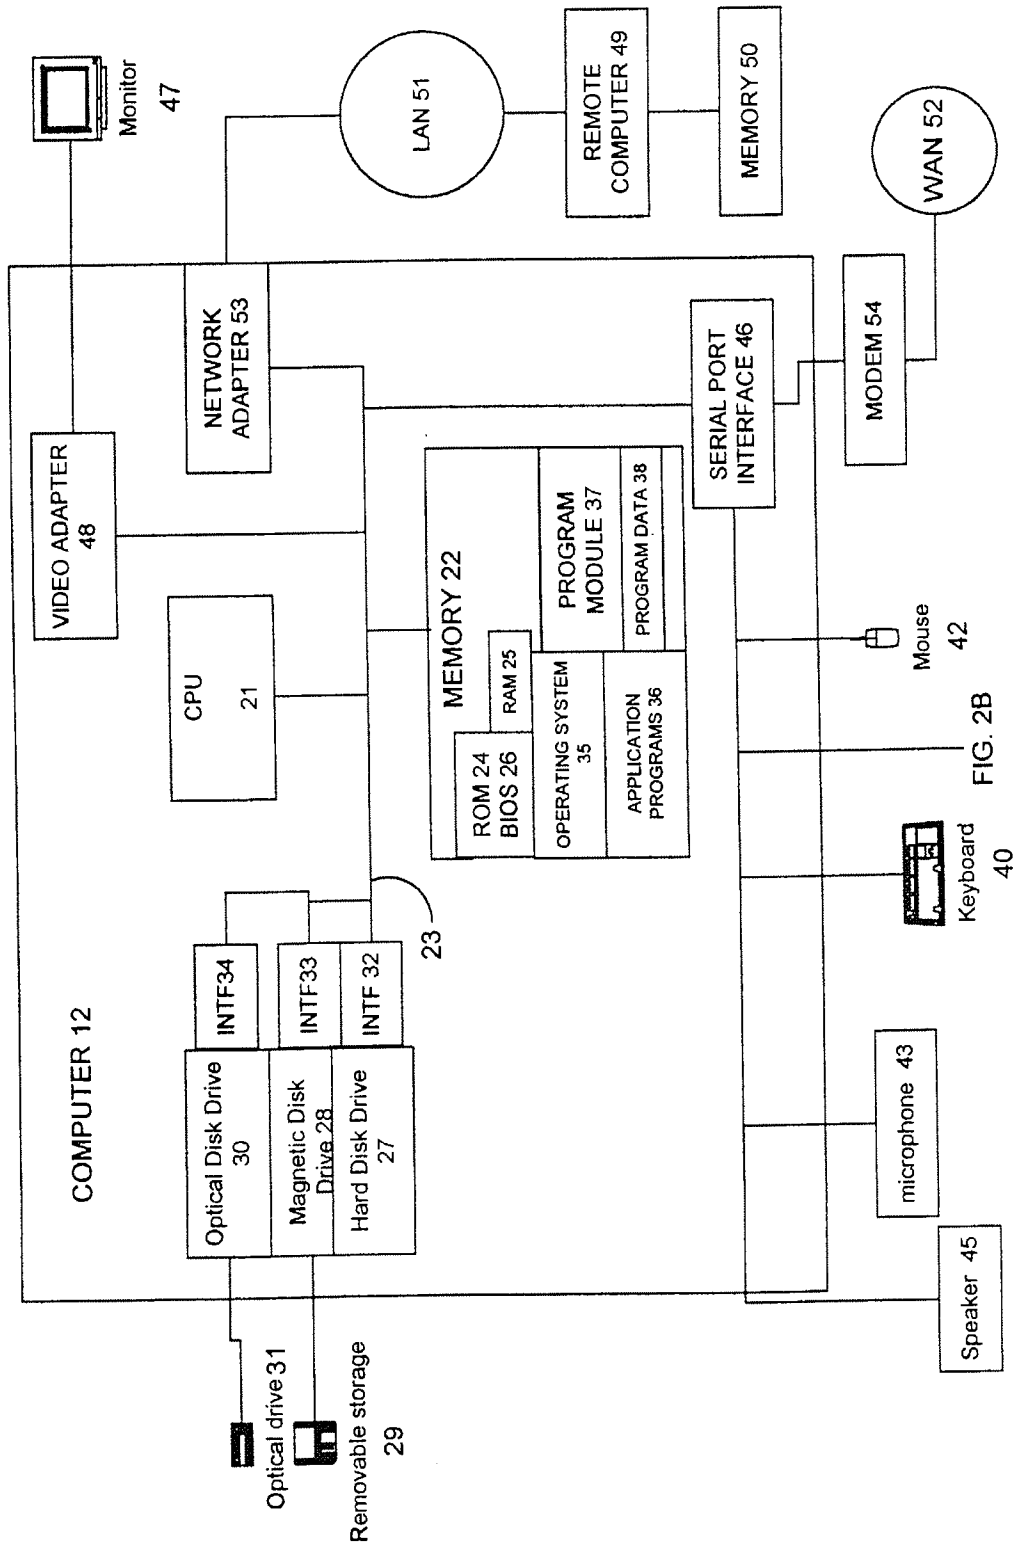 COMPUTER 12
Optical drive 31
Removable storage
29
Optical Disk Drive
30
Magnetic Disk
Drive 28
Hard Disk Drive
27
INTF34
INTF33
INTF 32
23
CPU
21
VIDEO ADAPTER
48
Monitor
47
NETWORK
ADAPTER 53
LAN 51
REMOTE
COMPUTER 49
MEMORY 50
MEMORY 22
ROM 24
BIOS 26
RAM 25
OPERATING SYSTEM
35
APPLICATION
PROGRAMS 36
PROGRAM
MODULE 37
PROGRAM DATA 38
SERIAL PORT
INTERFACE 46
MODEM 54
WAN 52
Speaker 45
microphone 43
Keyboard
40
Mouse
42
FIG. 2B